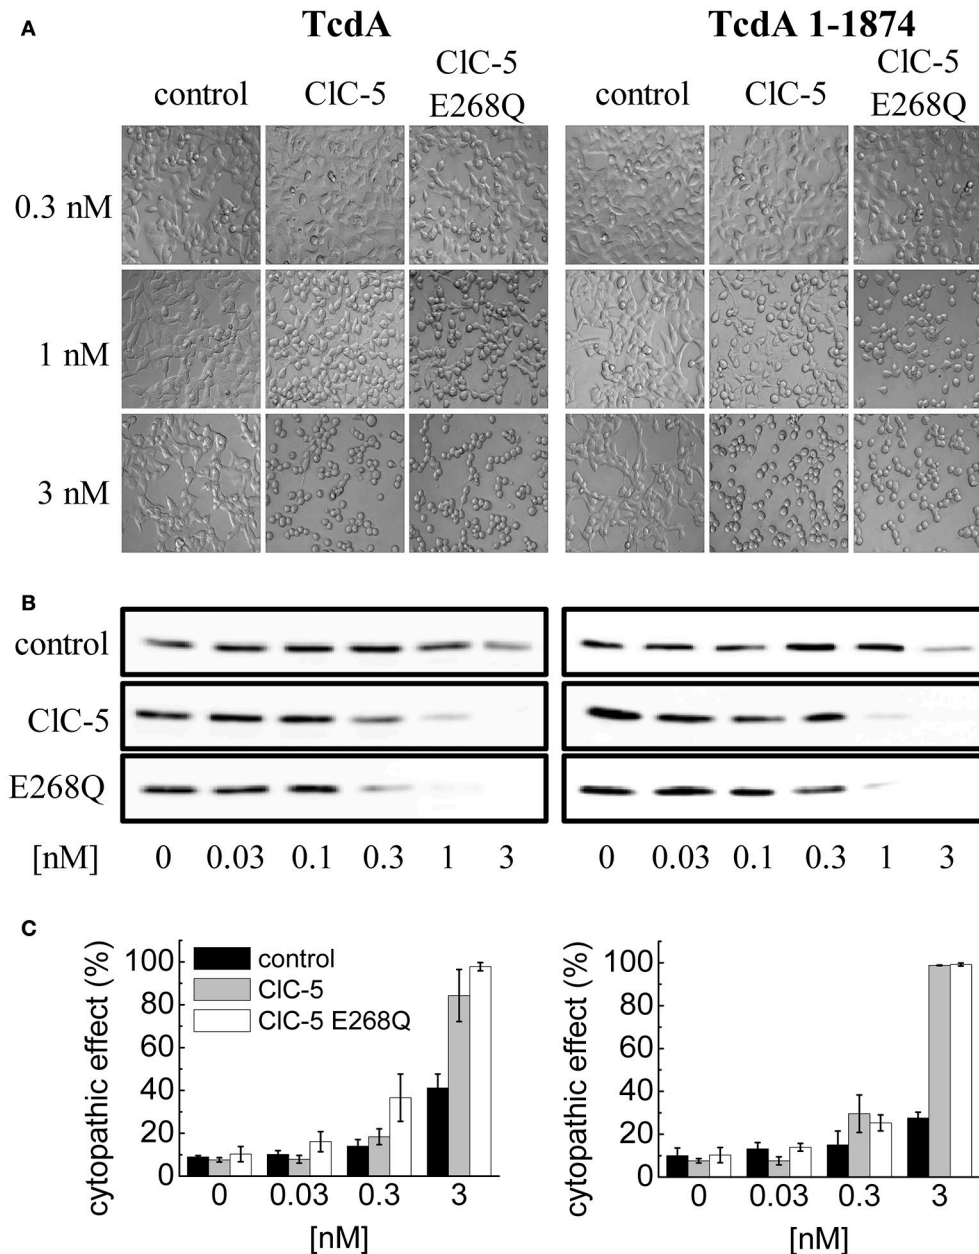 A
TcdA
TcdA 1-1874
control
ClC-5
ClC-5
E268Q
control
ClC-5
ClC-5
E268Q
0.3 nM
1 nM
3 nM
B
control
ClC-5
E268Q
[nM] 0 0.03 0.1 0.3 1 3
0 0.03 0.1 0.3 1 3
C
cytopathic effect (%)
100
80
60
40
20
0
control
ClC-5
ClC-5 E268Q
0 0.03 0.3 3
[nM]
cytopathic effect (%)
100
80
60
40
20
0
0 0.03 0.3 3
[nM]